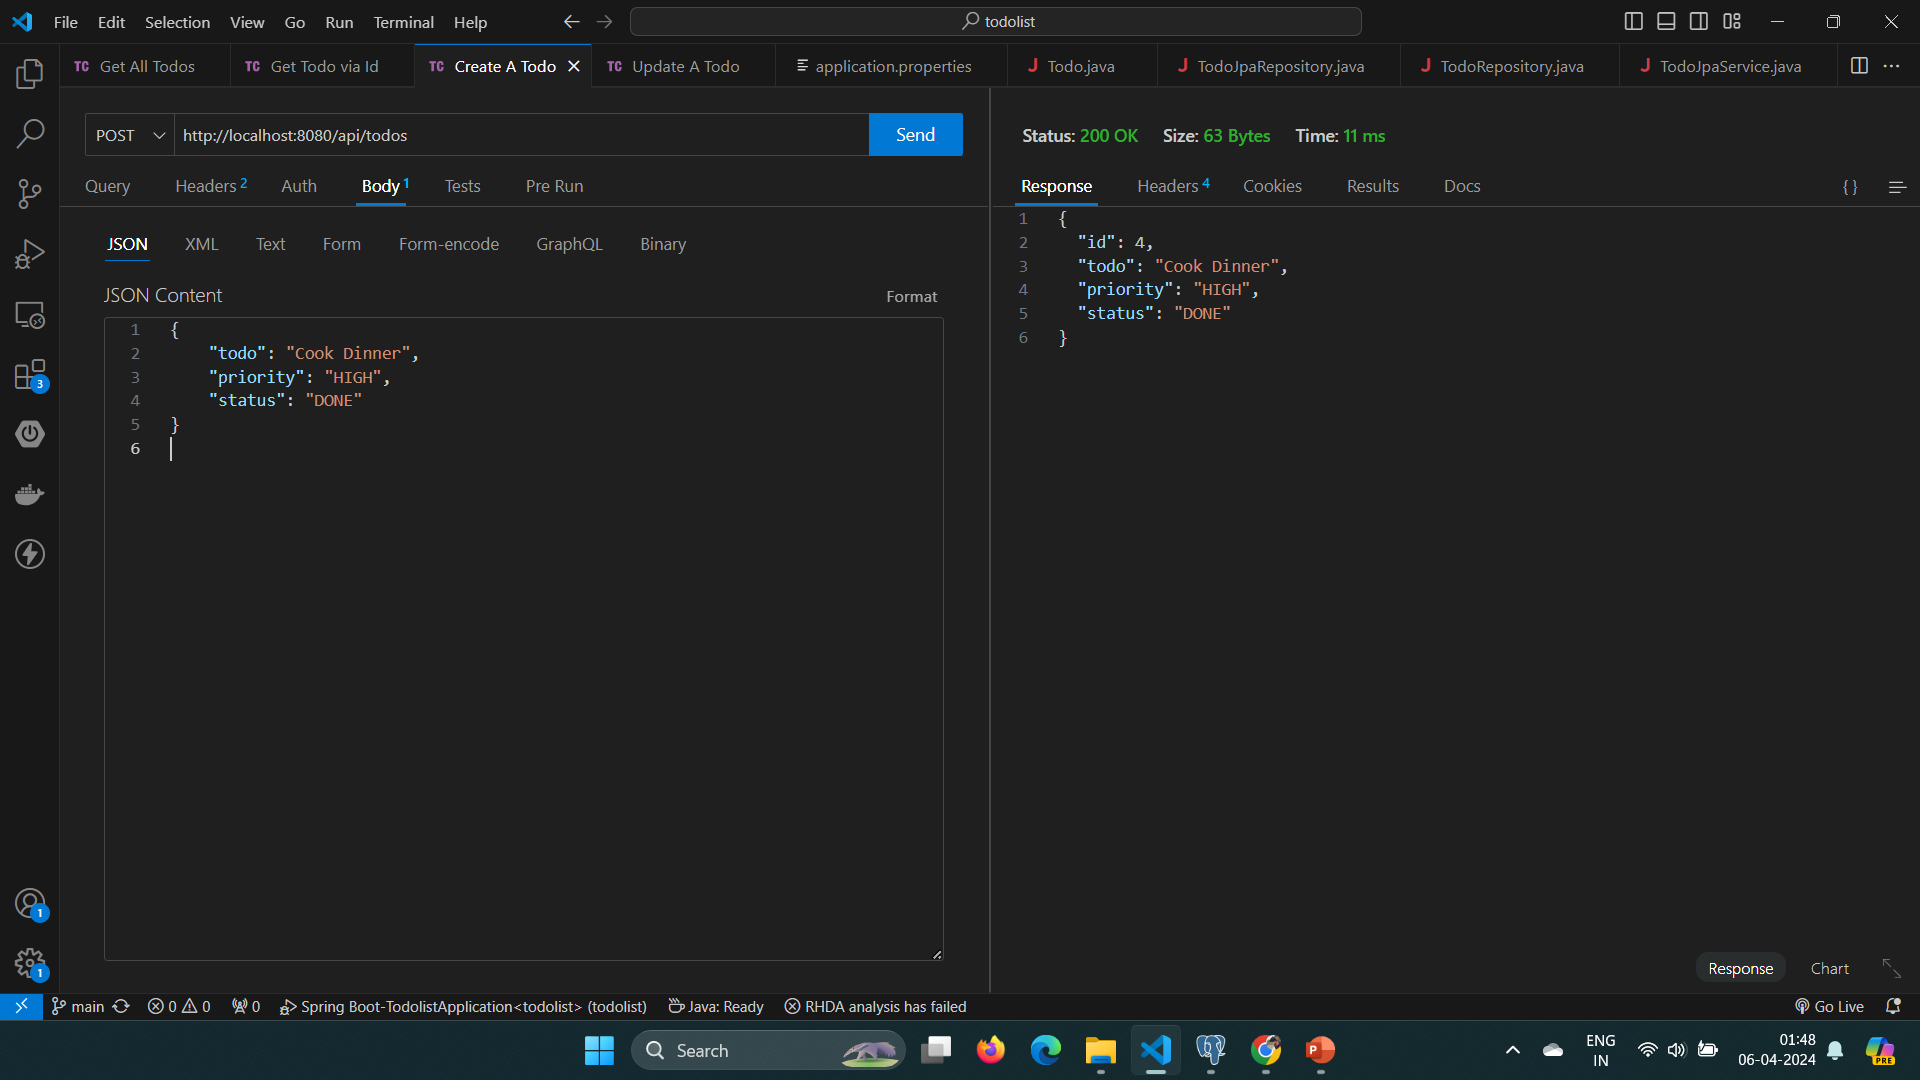 File Edit Selection View Go Run Terminal Help
todolist
TC Get All Todos
TC Get Todo via Id
TC Create A Todo
TC Update A Todo
application.properties
J Todo.java
J TodoJpaRepository.java
J TodoRepository.java
J TodoJpaService.java
POST http://localhost:8080/api/todos Send
Query Headers 2 Auth Body 1 Tests Pre Run
JSON XML Text Form Form-encode GraphQL Binary
JSON Content
Format
1 {
2 "todo": "Cook Dinner",
3 "priority": "HIGH",
4 "status": "DONE"
5 }
6
Status: 200 OK Size: 63 Bytes Time: 11 ms
Response Headers 4 Cookies Results Docs { }
1 {
2 "id": 4,
3 "todo": "Cook Dinner",
4 "priority": "HIGH",
5 "status": "DONE"
6 }
3
1
1
Response Chart
main 0 0 0 Spring Boot-TodolistApplication<todolist> (todolist) Java: Ready RHDA analysis has failed Go Live
Search
P
ENG
IN
01:48
06-04-2024
PRE